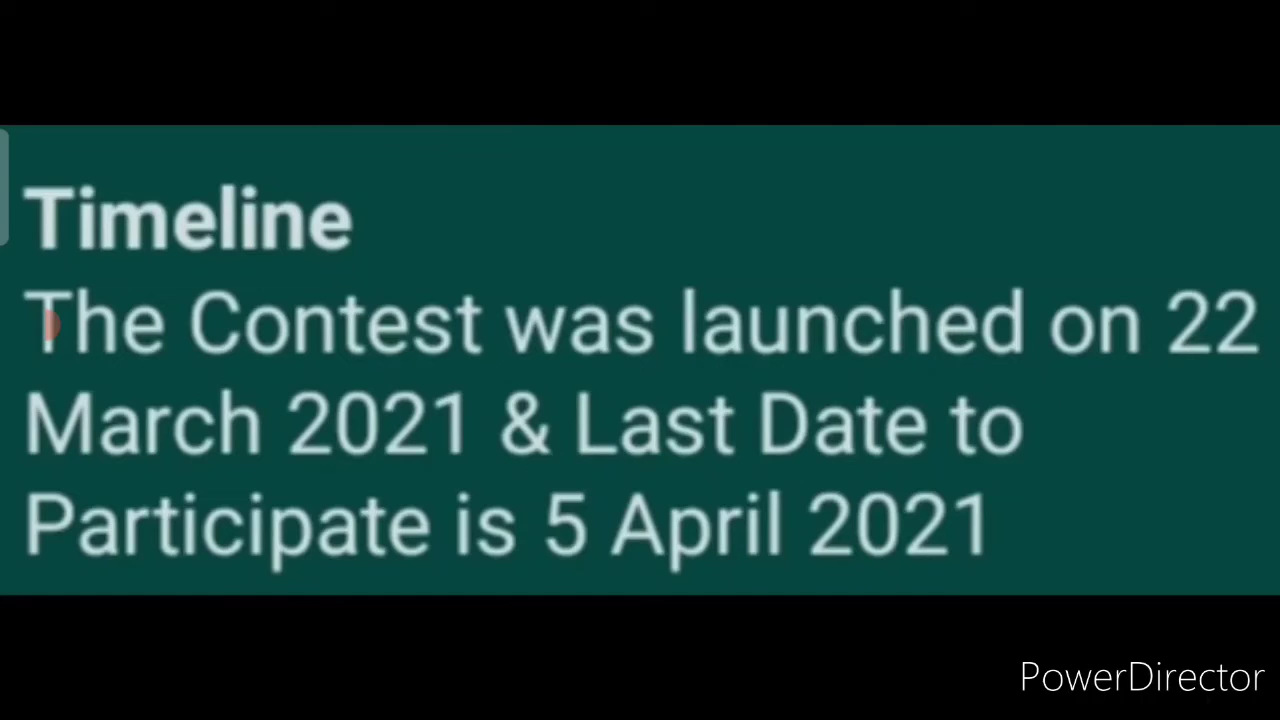 Timeline
The Contest was launched on 22
March 2021 & Last Date to
Participate is 5 April 2021
PowerDirector